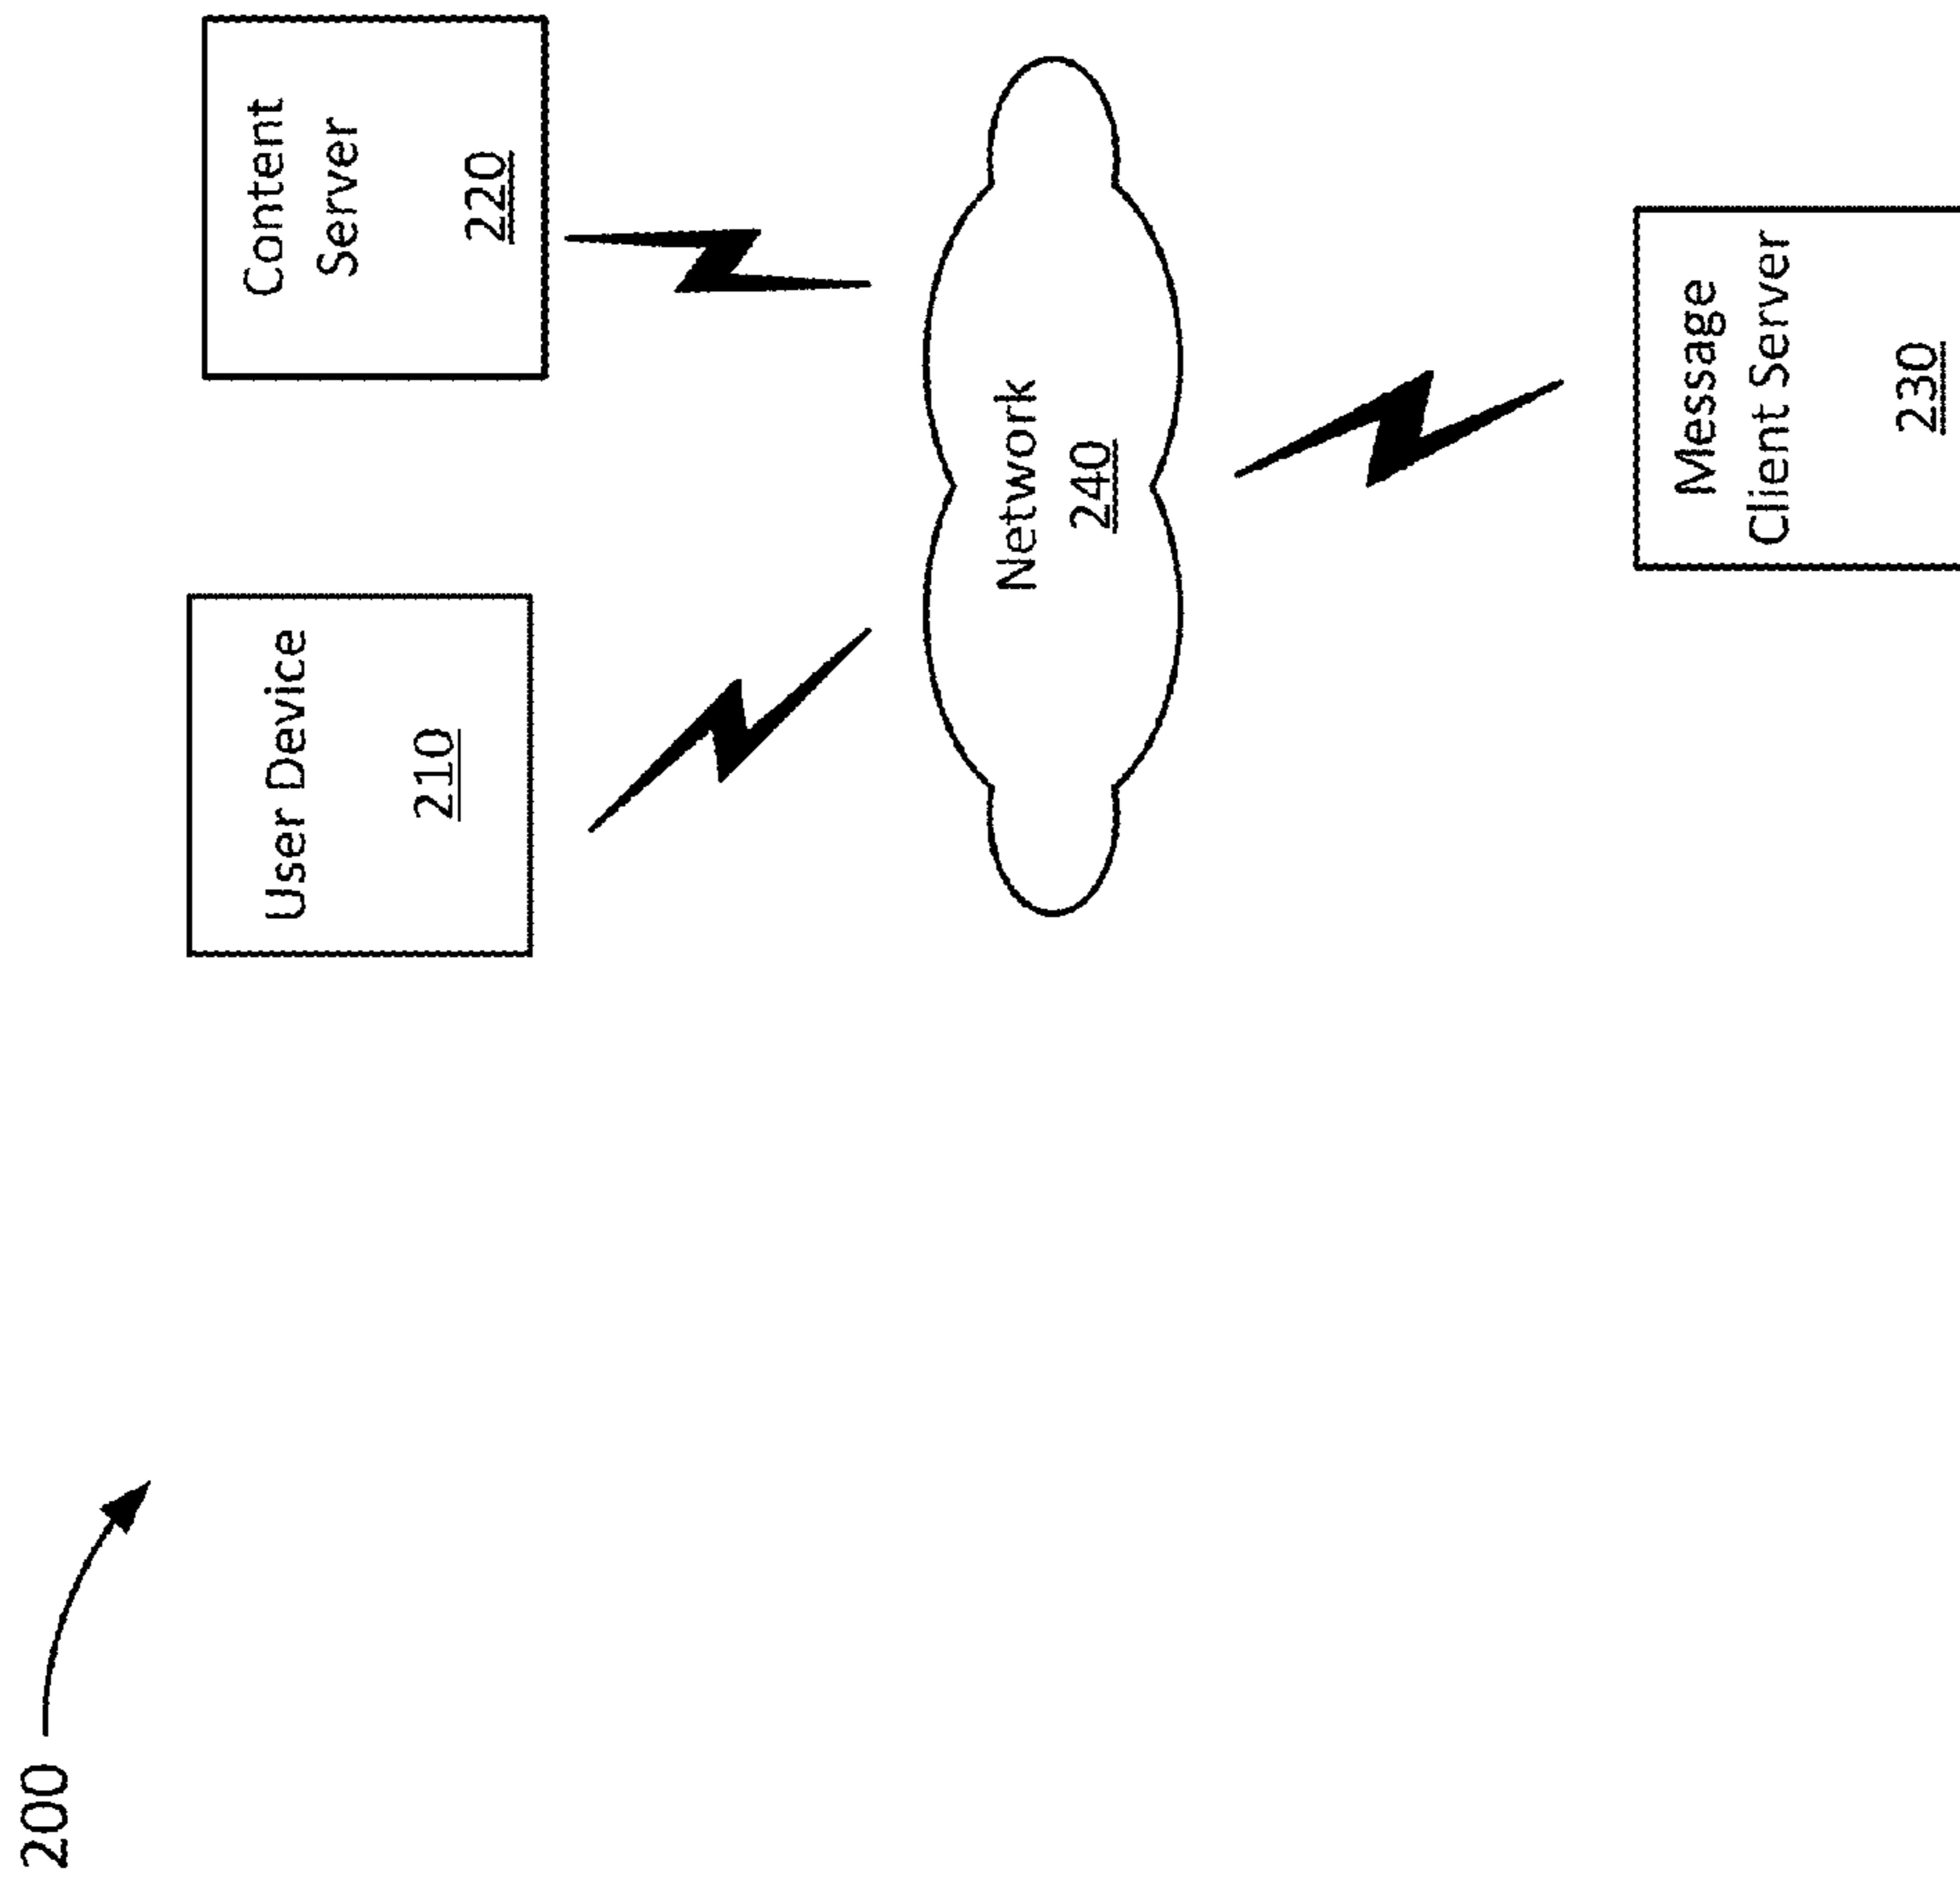 200
User Device
210
Content
Server
220
Network
240
Message
Client Server
230